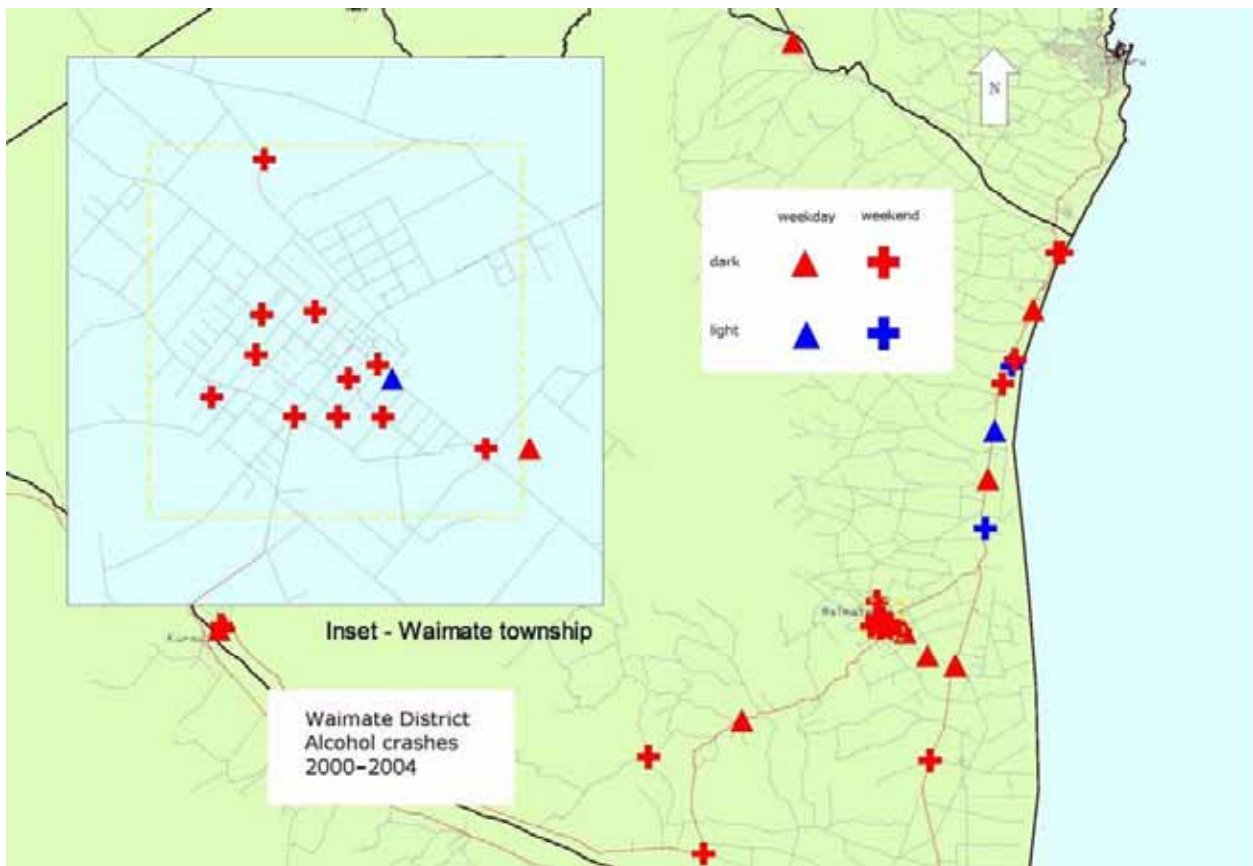 N
weekday weekend
dark
light
Inset - Waimate township
Waimate District
Alcohol crashes
2000–2004